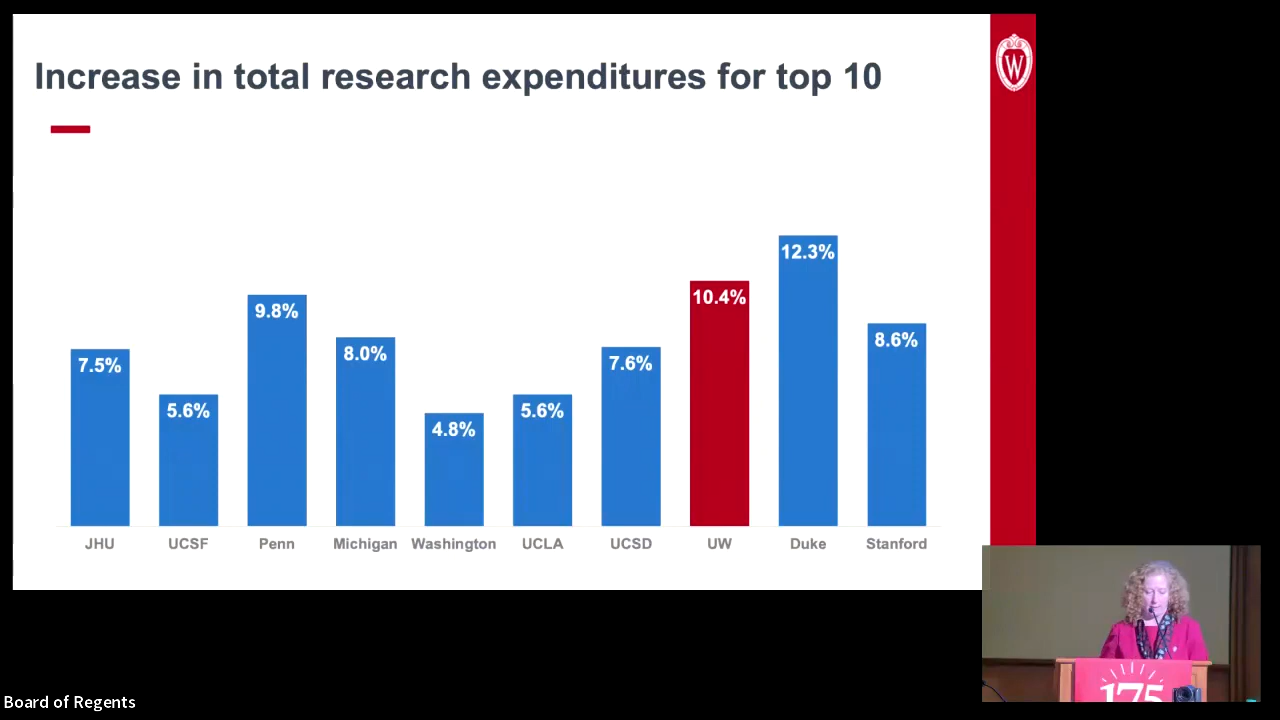 Increase in total research expenditures for top 10
W
12.3%
10.4%
9.8%
8.6%
8.0%
7.6%
7.5%
5.6%
5.6%
4.8%
JHU UCSF Penn Michigan Washington UCLA UCSD UW Duke Stanford
175
Board of Regents